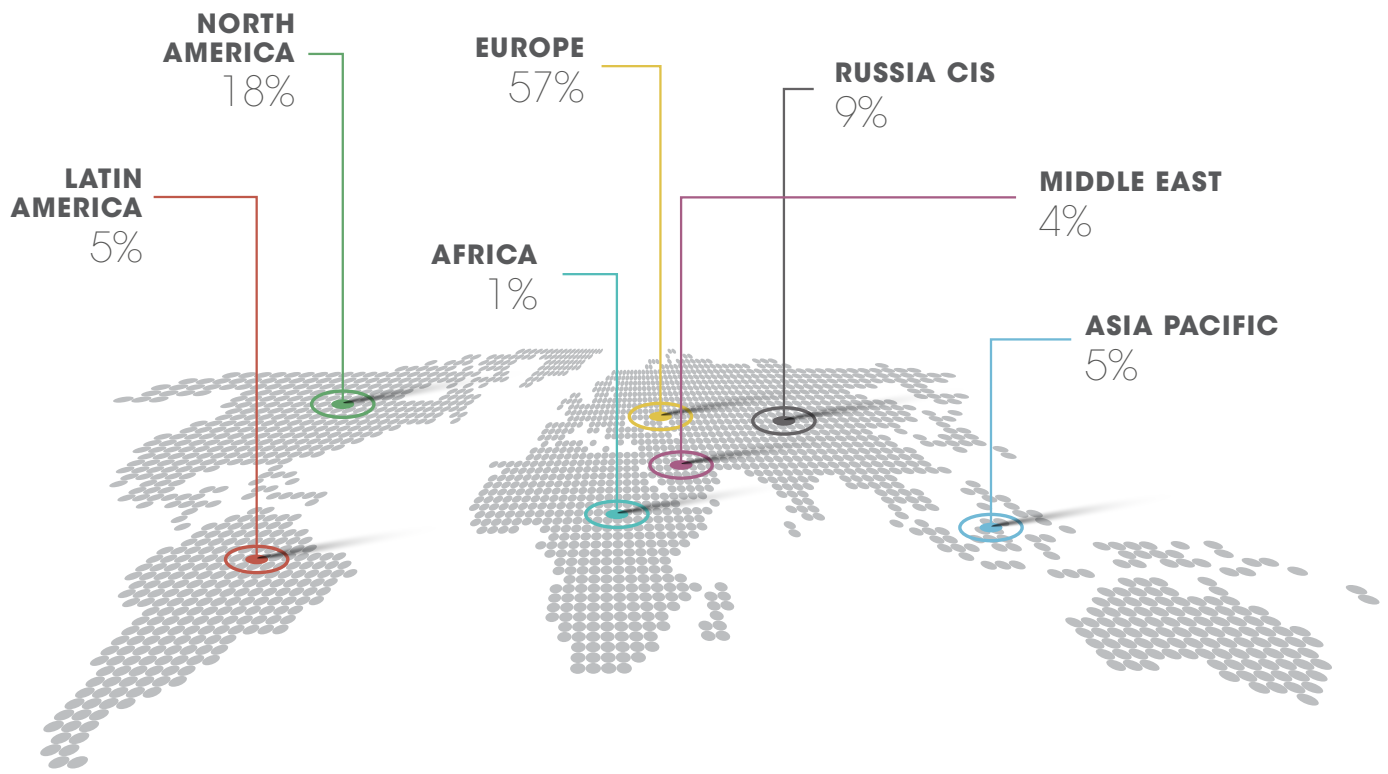 NORTH
AMERICA
18%
EUROPE
57%
RUSSIA CIS
9%
LATIN
AMERICA
5%
MIDDLE EAST
4%
AFRICA
1%
ASIA PACIFIC
5%